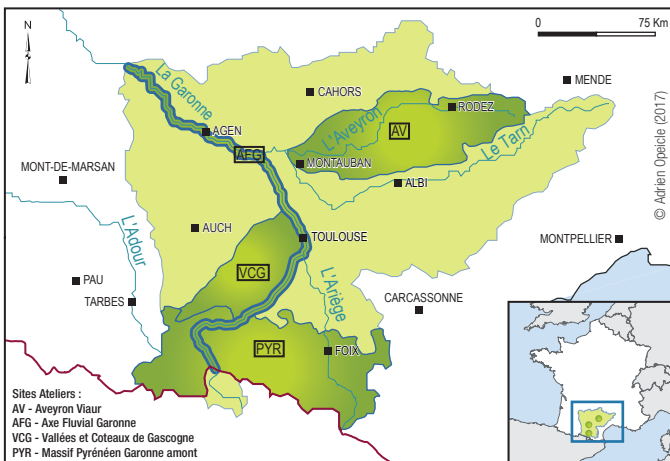 N
0 75 Km
MENDE
La Garonne
CAHORS
RODEZ
AGEN
L'Aveyron
AV
Le Tarn
AFG
MONTAUBAN
MONT-DE-MARSAN
ALBI
© Adrien Opeicle (2017)
AUCH
TOULOUSE
MONTPELLIER
L'Adour
VCG
PAU
L'Ariège
TARBES
CARCASSONNE
PYR
FOIX
Sites Ateliers :
AV - Aveyron Viaur
AFG - Axe Fluvial Garonne
VCG - Vallées et Coteaux de Gascogne
PYR - Massif Pyrénéen Garonne amont